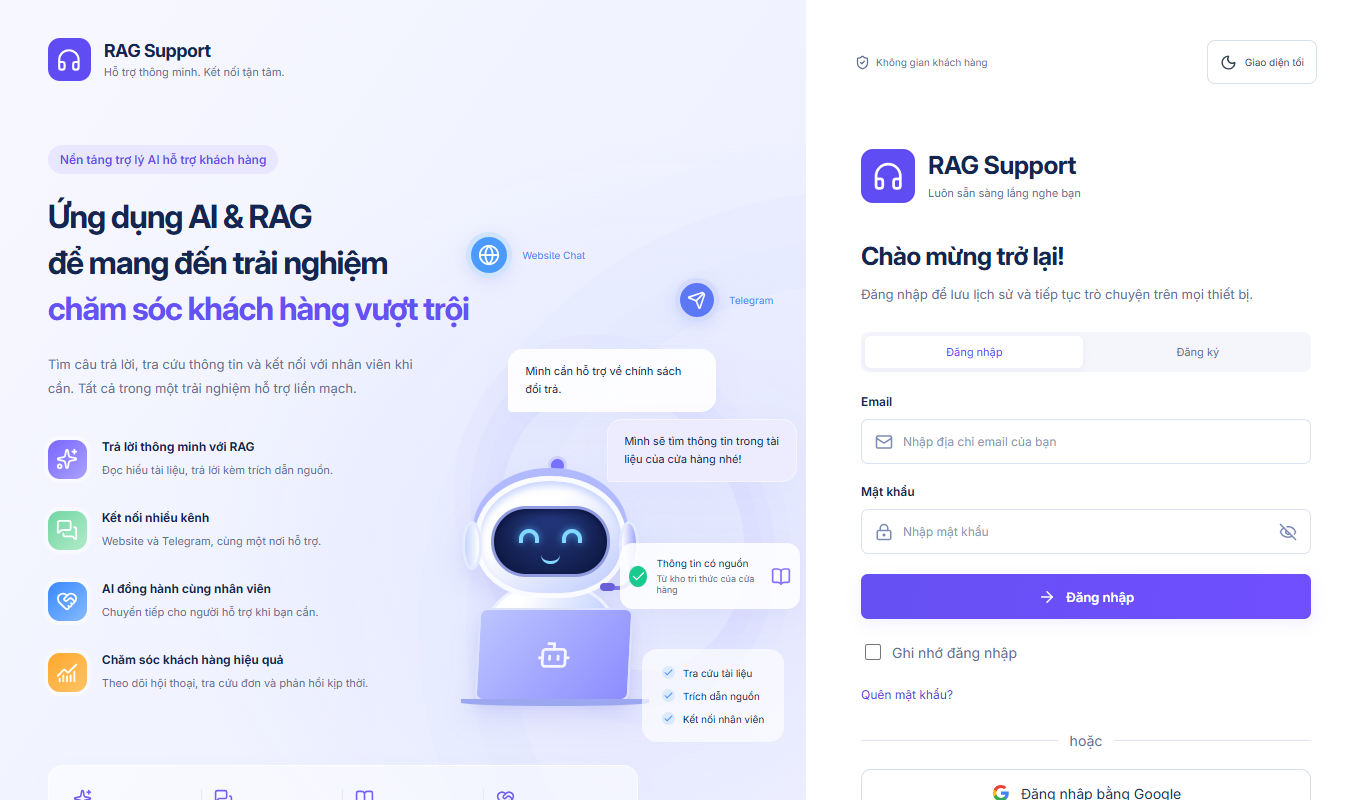 RAG Support
Hỗ trợ thông minh. Kết nối tận tâm.
Nền tảng trợ lý AI hỗ trợ khách hàng
Ứng dụng AI & RAG
để mang đến trải nghiệm
chăm sóc khách hàng vượt trội
Tìm câu trả lời, tra cứu thông tin và kết nối với nhân viên khi
cần. Tất cả trong một trải nghiệm hỗ trợ liền mạch.
Trả lời thông minh với RAG
Đọc hiểu tài liệu, trả lời kèm trích dẫn nguồn.
Kết nối nhiều kênh
Website và Telegram, cùng một nơi hỗ trợ.
AI đồng hành cùng nhân viên
Chuyển tiếp cho người hỗ trợ khi bạn cần.
Chăm sóc khách hàng hiệu quả
Theo dõi hội thoại, tra cứu đơn và phản hồi kịp thời.
Website Chat
Telegram
Mình cần hỗ trợ về chính sách
đổi trả.
Mình sẽ tìm thông tin trong tài
liệu của cửa hàng nhé!
Thông tin có nguồn
Từ kho tri thức của cửa
hàng
Tra cứu tài liệu
Trích dẫn nguồn
Kết nối nhân viên
Không gian khách hàng
Giao diện tối
RAG Support
Luôn sẵn sàng lắng nghe bạn
Chào mừng trở lại!
Đăng nhập để lưu lịch sử và tiếp tục trò chuyện trên mọi thiết bị.
Đăng nhập
Đăng ký
Email
Nhập địa chỉ email của bạn
Mật khẩu
Nhập mật khẩu
Đăng nhập
Ghi nhớ đăng nhập
Quên mật khẩu?
hoặc
Đăng nhập bằng Google